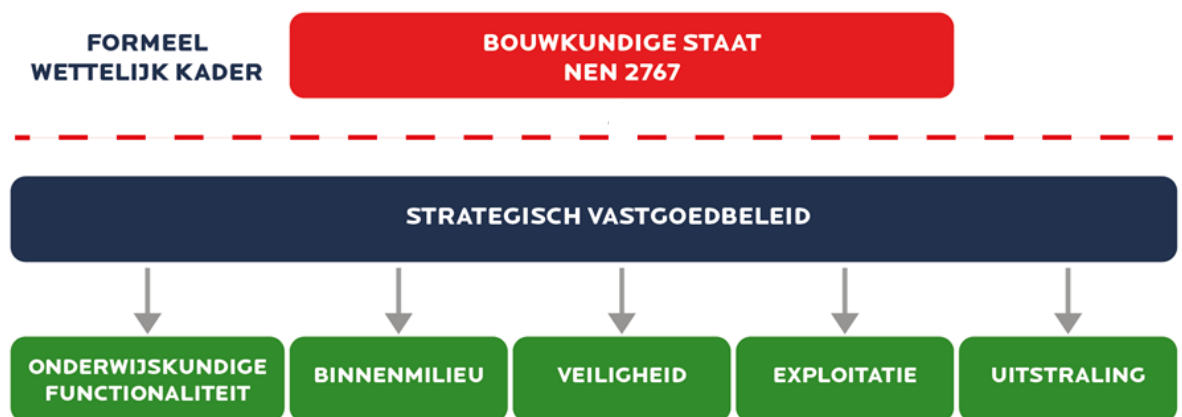 FORMEEL
WETTELIJK KADER
BOUWKUNDIGE STAAT
NEN 2767
STRATEGISCH VASTGOEDBELEID
ONDERWIJSKUNDIGE
FUNCTIONALITEIT
BINNENMILIEU
VEILIGHEID
EXPLOITATIE
UITSTRALING